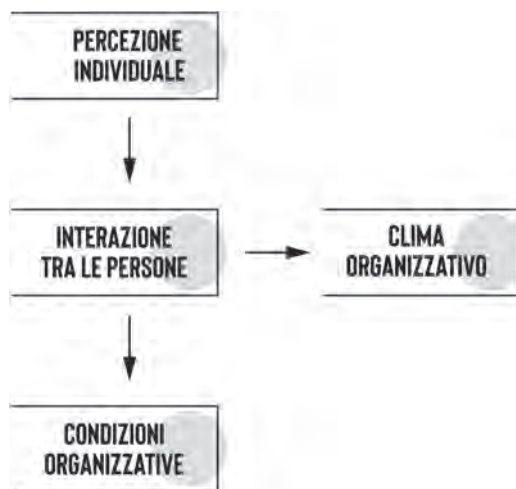 PERCEZIONE
INDIVIDUALE
INTERAZIONE
TRA LE PERSONE
CLIMA
ORGANIZZATIVO
CONDIZIONI
ORGANIZZATIVE